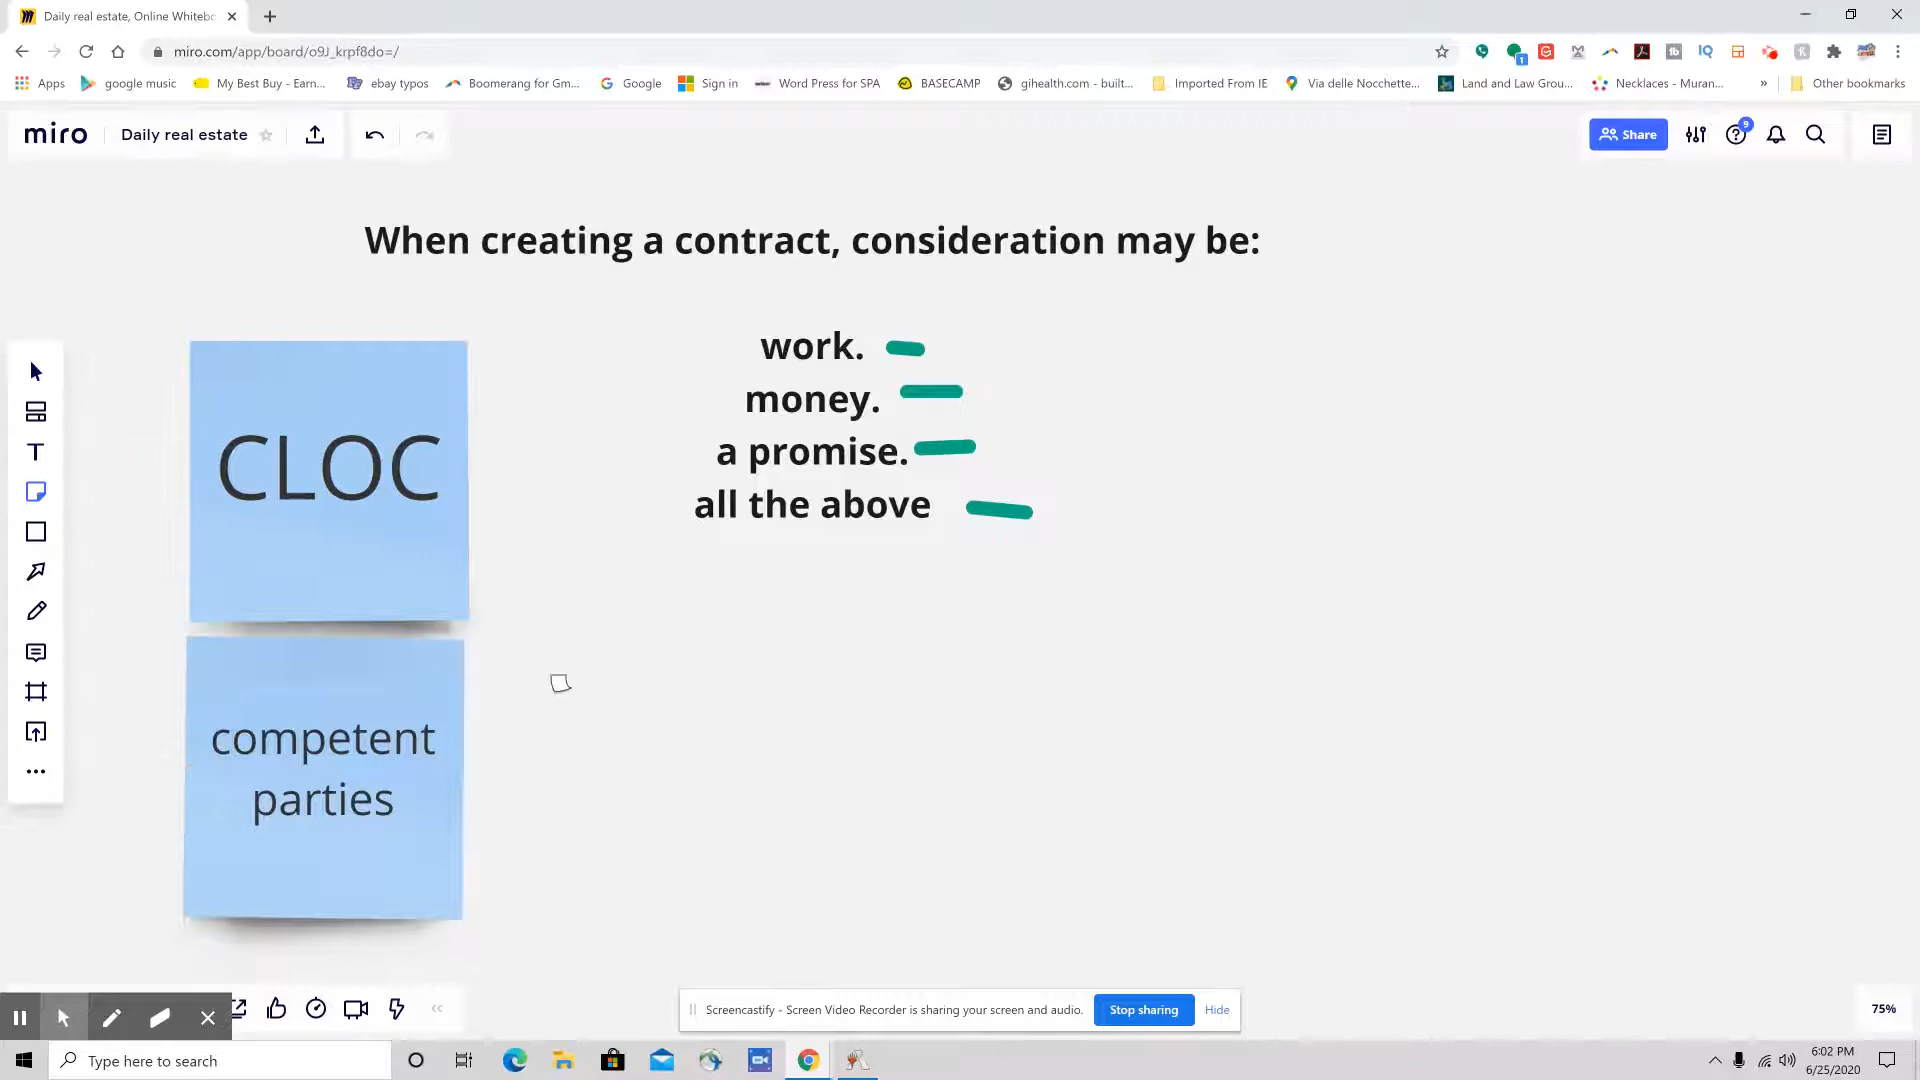 Daily real estate, Online Whitebo
miro.com/app/board/o9J_krpf8do=/
Apps google music My Best Buy - Earn... ebay typos Boomerang for Gm... Google Sign in Word Press for SPA BASECAMP gihealth.com - built... Imported From IE Via delle Nocchette... Land and Law Grou... Necklaces - Muran... » Other bookmarks
miro Daily real estate Share 9
When creating a contract, consideration may be:
work.
money.
a promise.
all the above
CLOC
competent
parties
Screencastify - Screen Video Recorder is sharing your screen and audio. Stop sharing Hide
75%
Type here to search
6:02 PM
6/25/2020